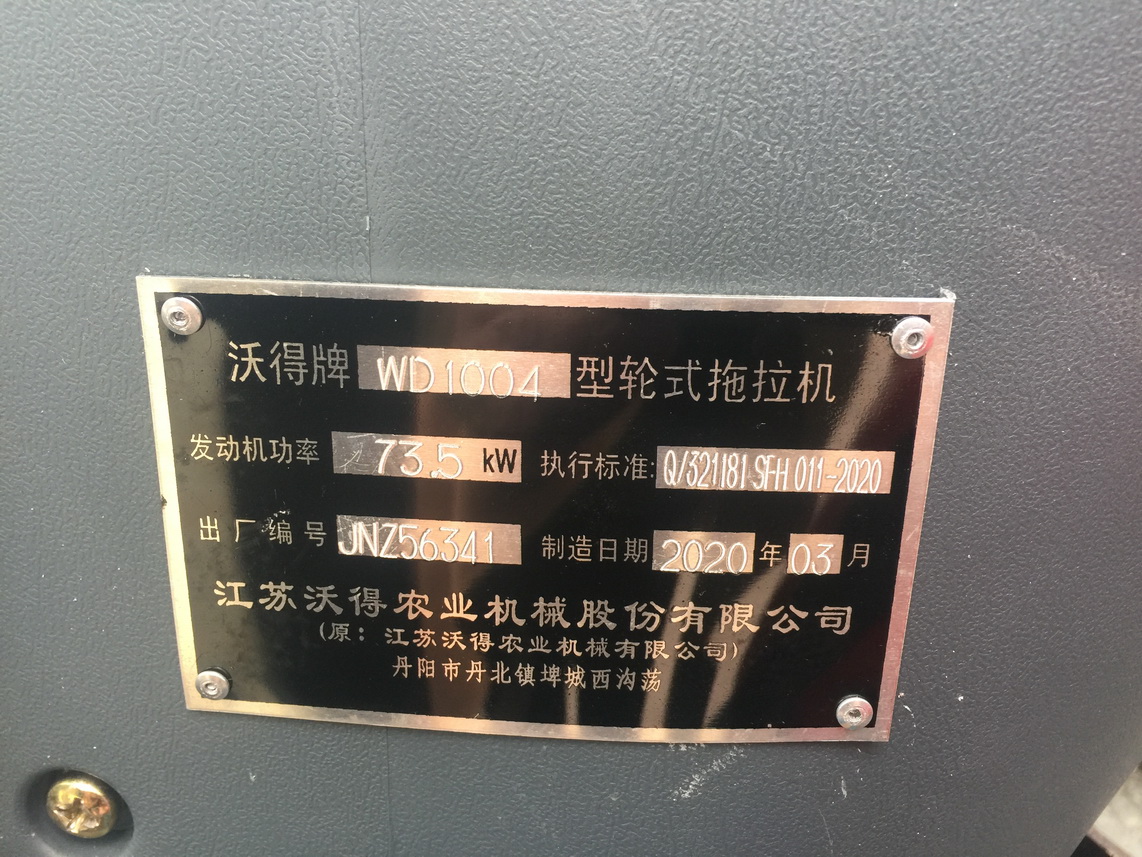 沃得牌 WD1004 型轮式拖拉机
发动机功率 73.5 kW 执行标准: Q/321181 SFH 011-2020
出厂编号 JNZ56341 制造日期 2020 年 03 月
江苏沃得农业机械股份有限公司
(原：江苏沃得农业机械有限公司)
丹阳市丹北镇埤城西沟荡